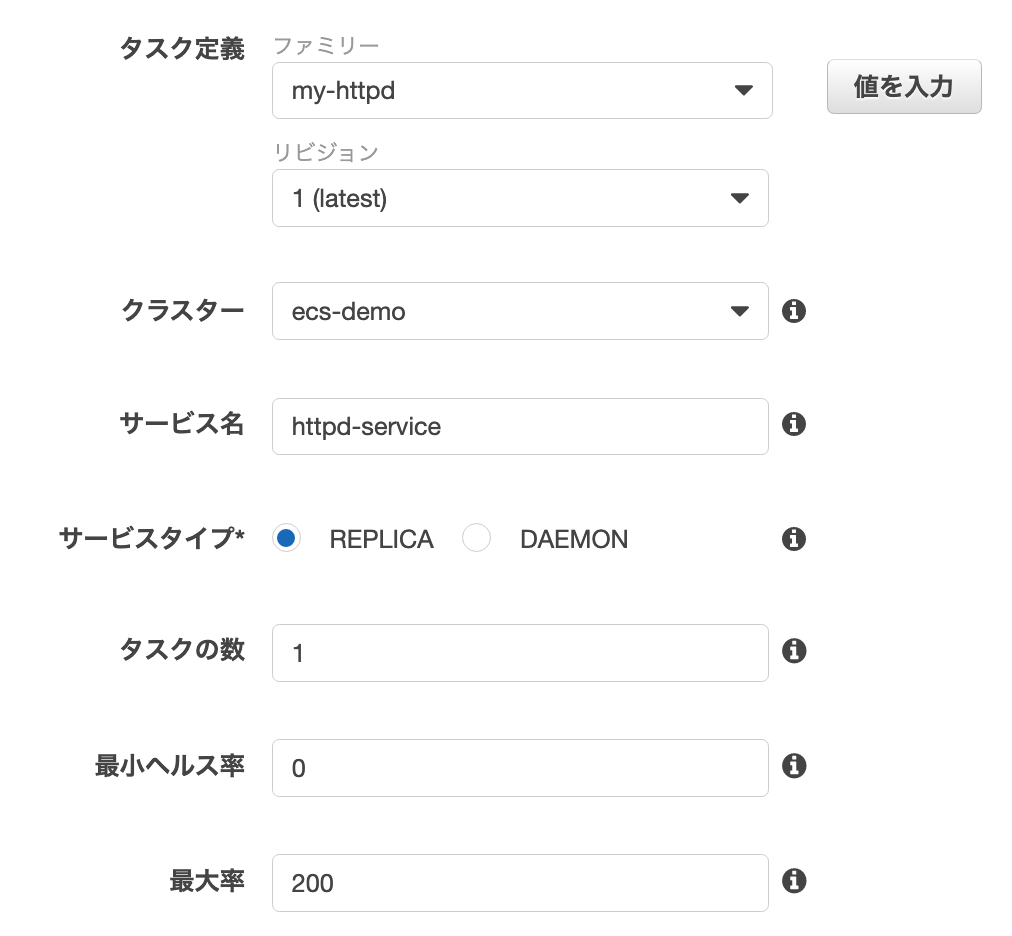 タスク定義
ファミリー
my-httpd
値を入力
リビジョン
1 (latest)
クラスター
ecs-demo
サービス名
httpd-service
サービスタイプ*
REPLICA
DAEMON
タスクの数
1
最小ヘルス率
0
最大率
200